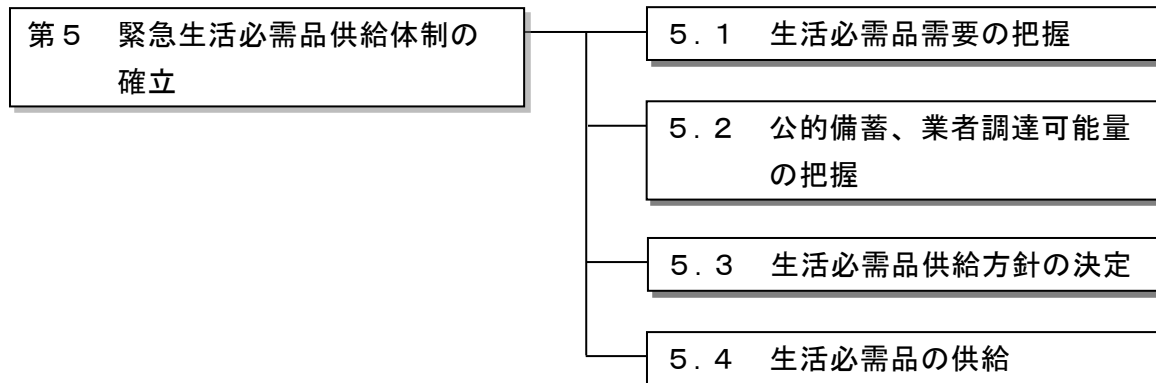 第５　緊急生活必需品供給体制の
確立
５．１　生活必需品需要の把握
５．２　公的備蓄、業者調達可能量
の把握
５．３　生活必需品供給方針の決定
５．４　生活必需品の供給